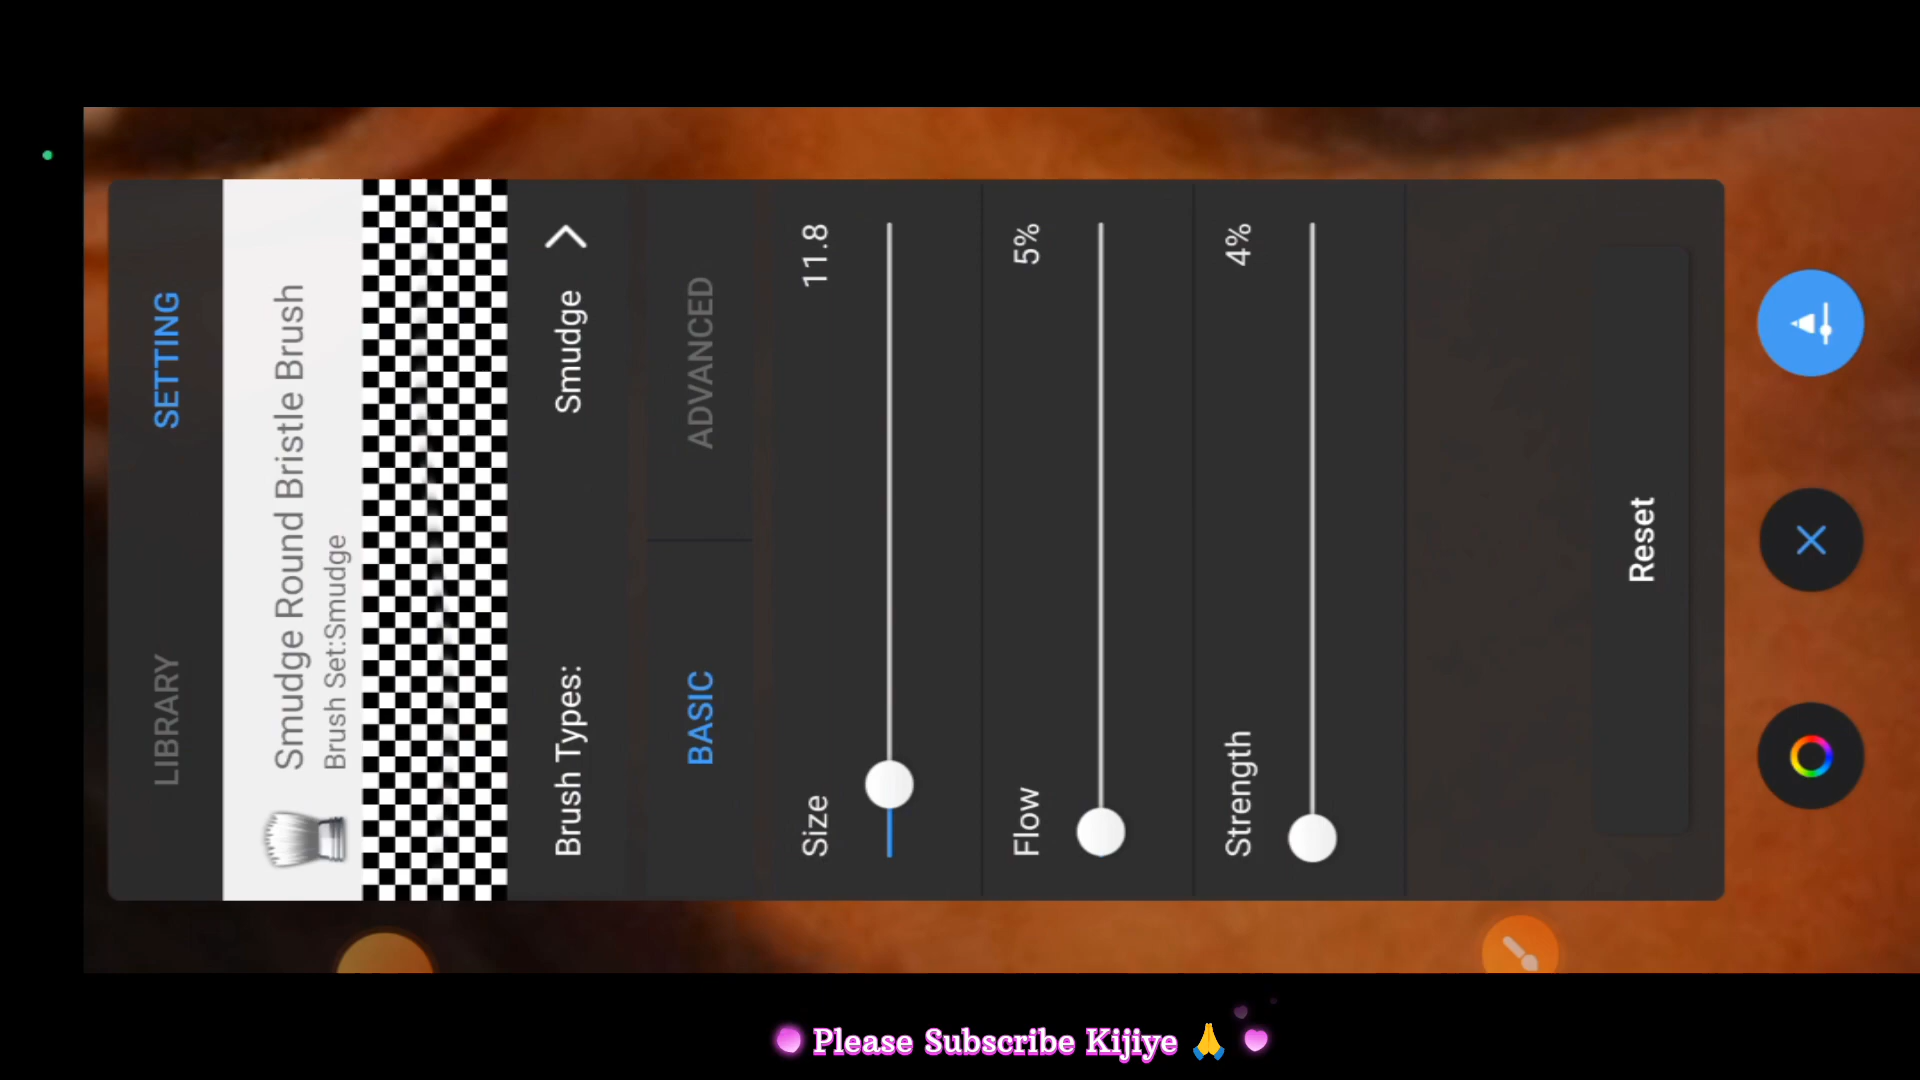 LIBRARY SETTING
Smudge Round Bristle Brush
Brush Set:Smudge
Brush Types: Smudge
BASIC ADVANCED
Size 11.8
Flow 5%
Strength 4%
Reset
Please Subscribe Kijiye 🙏